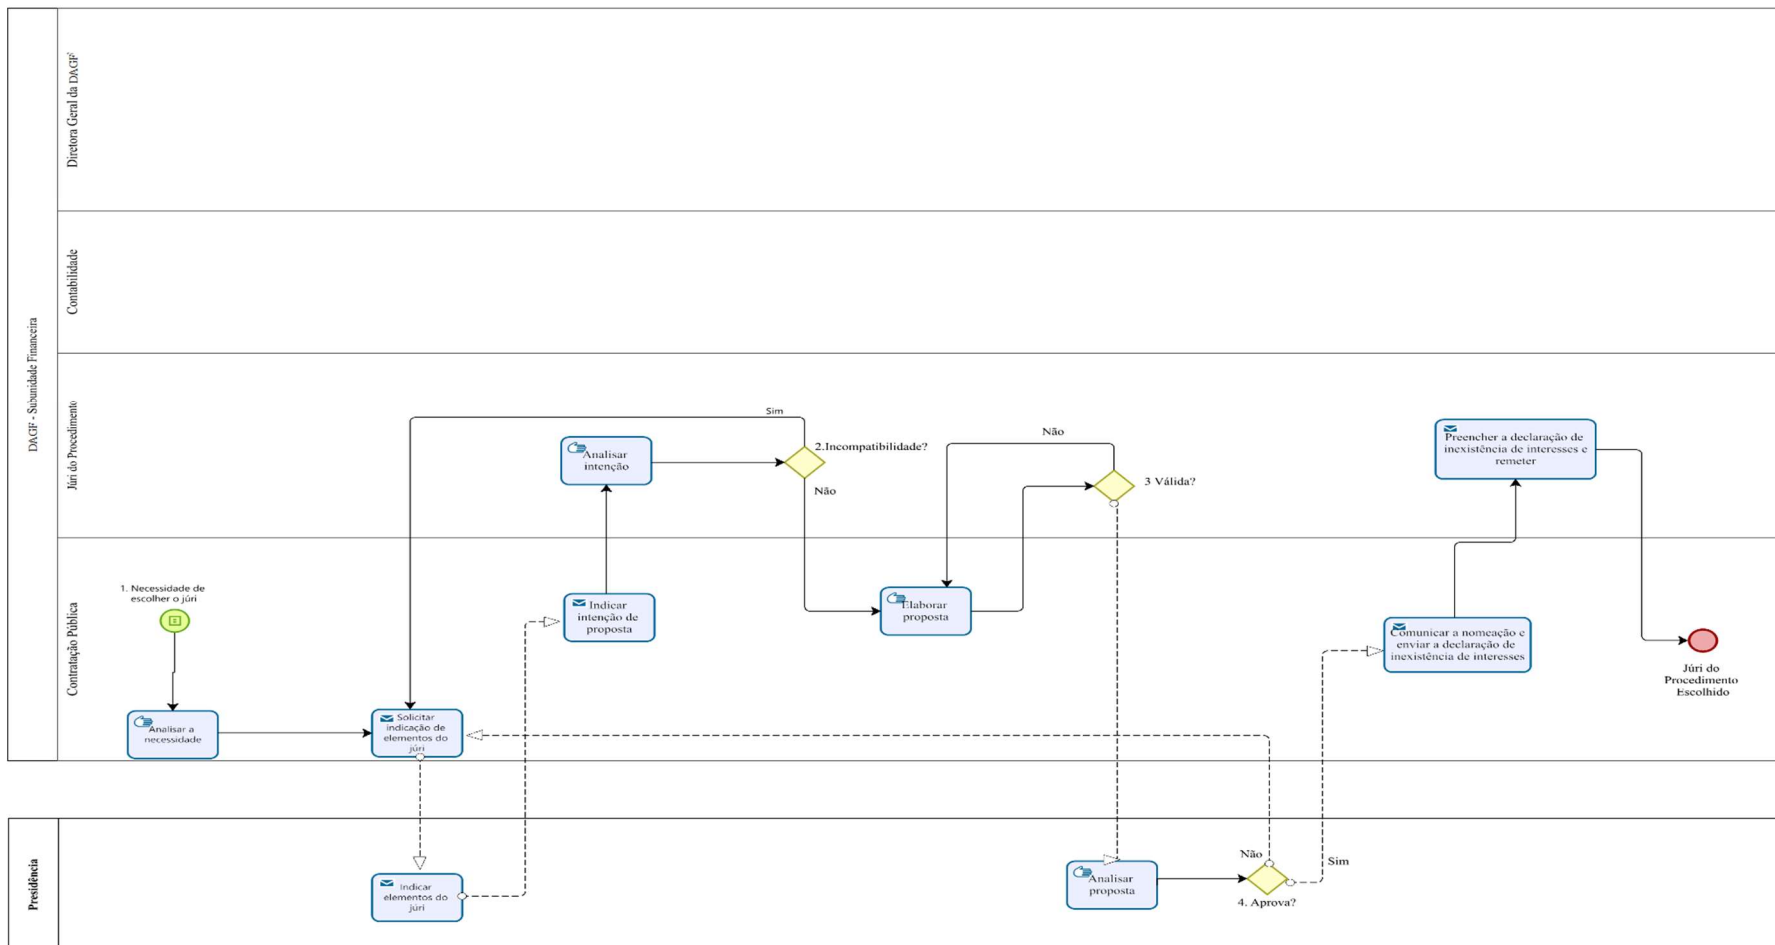 DAGF - Subunidade Financeira
Diretora Geral da DAGF
Contabilidade
Júri do Procedimento
Sim
Analisar
intenção
2.Incompatibilidade?
Não
Não
3 Válida?
Preencher a declaração de
inexistência de interesses e
remeter
Contratação Pública
1. Necessidade de
escolher o júri
Analisar a
necessidade
Solicitar
indicação de
elementos do
júri
Indicar
intenção de
proposta
Elaborar
proposta
Comunicar a nomeação e
enviar a declaração de
inexistência de interesses
Júri do
Procedimento
Escolhido
Presidência
Indicar
elementos do
júri
Analisar
proposta
Não
Sim
4. Aprova?